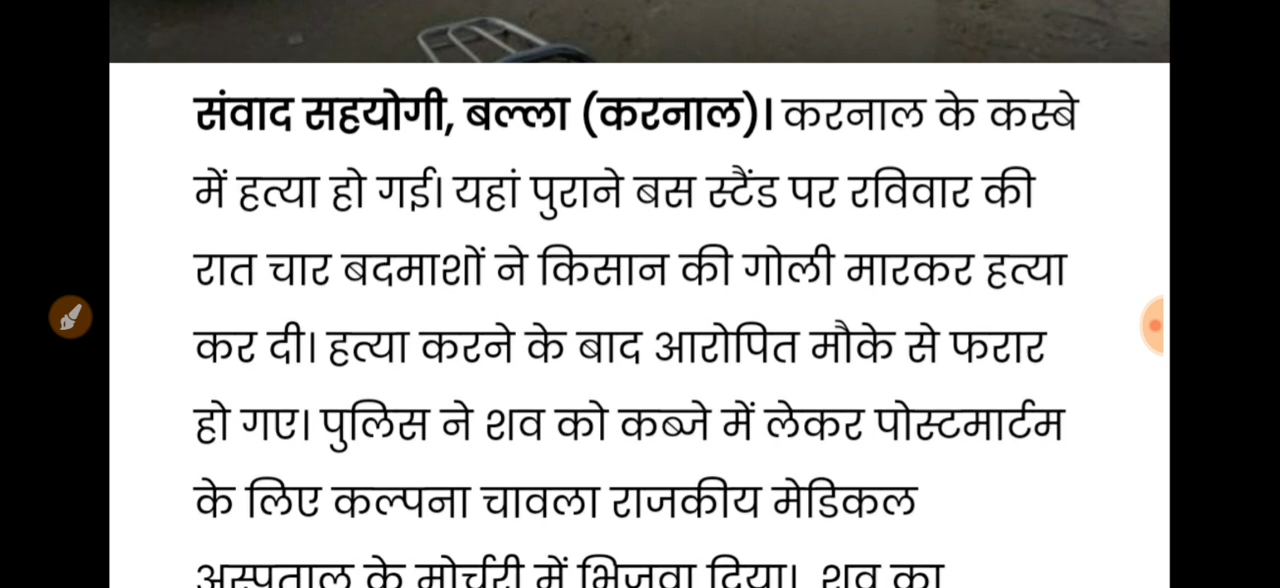 संवाद सहयोगी, बल्ला (करनाल)। करनाल के कस्बे
में हत्या हो गई। यहां पुराने बस स्टैंड पर रविवार की
रात चार बदमाशों ने किसान की गोली मारकर हत्या
कर दी। हत्या करने के बाद आरोपित मौके से फरार
हो गए। पुलिस ने शव को कब्जे में लेकर पोस्टमार्टम
के लिए कल्पना चावला राजकीय मेडिकल
अस्पताल के मोर्चरी में भिजवा दिया। शव का